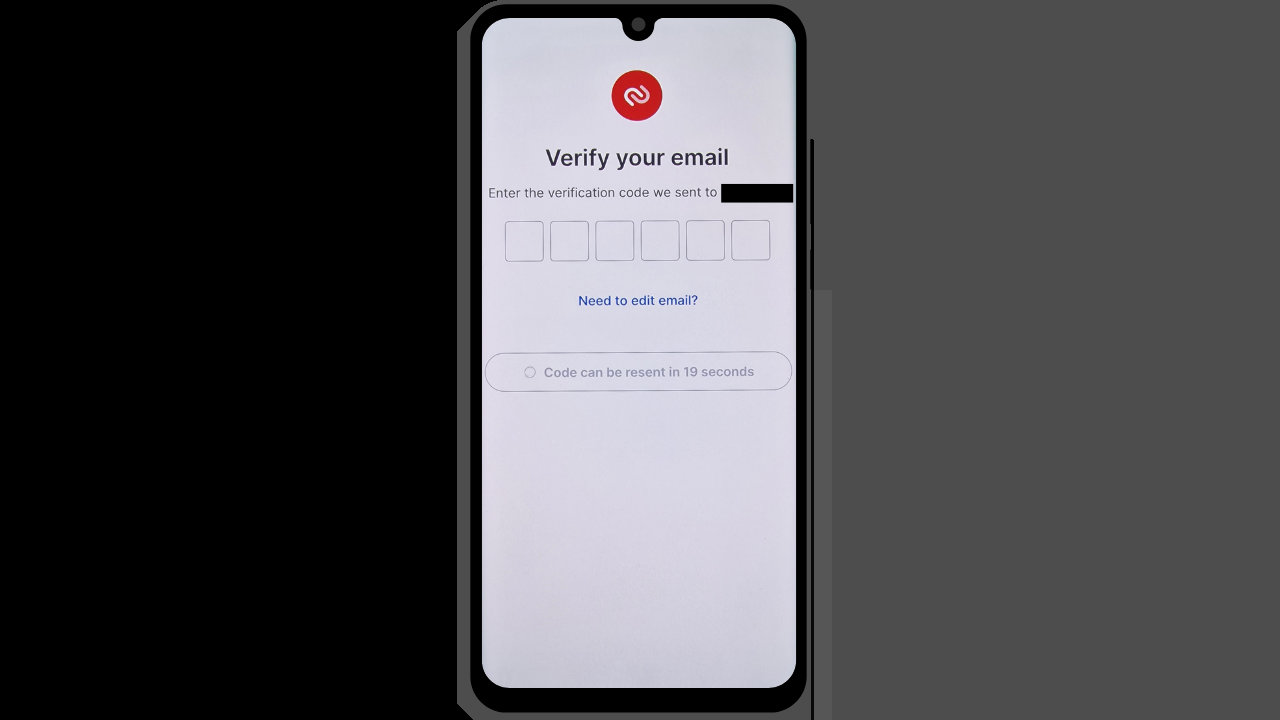 Verify your email
Enter the verification code we sent to
Need to edit email?
Code can be resent in 19 seconds